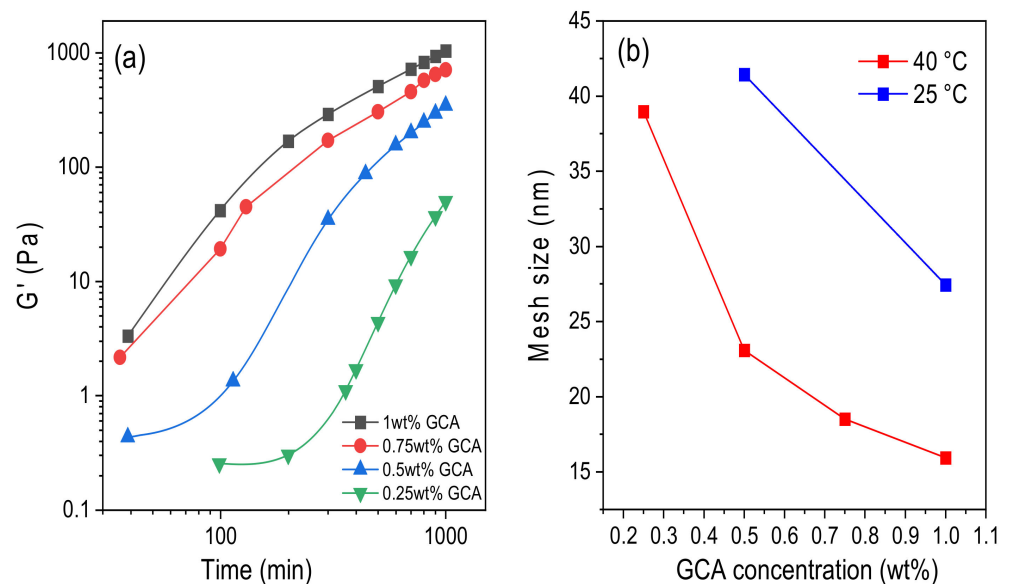 (a)
G' (Pa)
1000
100
10
1
0.1
1wt% GCA
0.75wt% GCA
0.5wt% GCA
0.25wt% GCA
100
1000
Time (min)
(b)
Mesh size (nm)
45
40
35
30
25
20
15
40 °C
25 °C
0.2 0.3 0.4 0.5 0.6 0.7 0.8 0.9 1.0 1.1
GCA concentration (wt%)